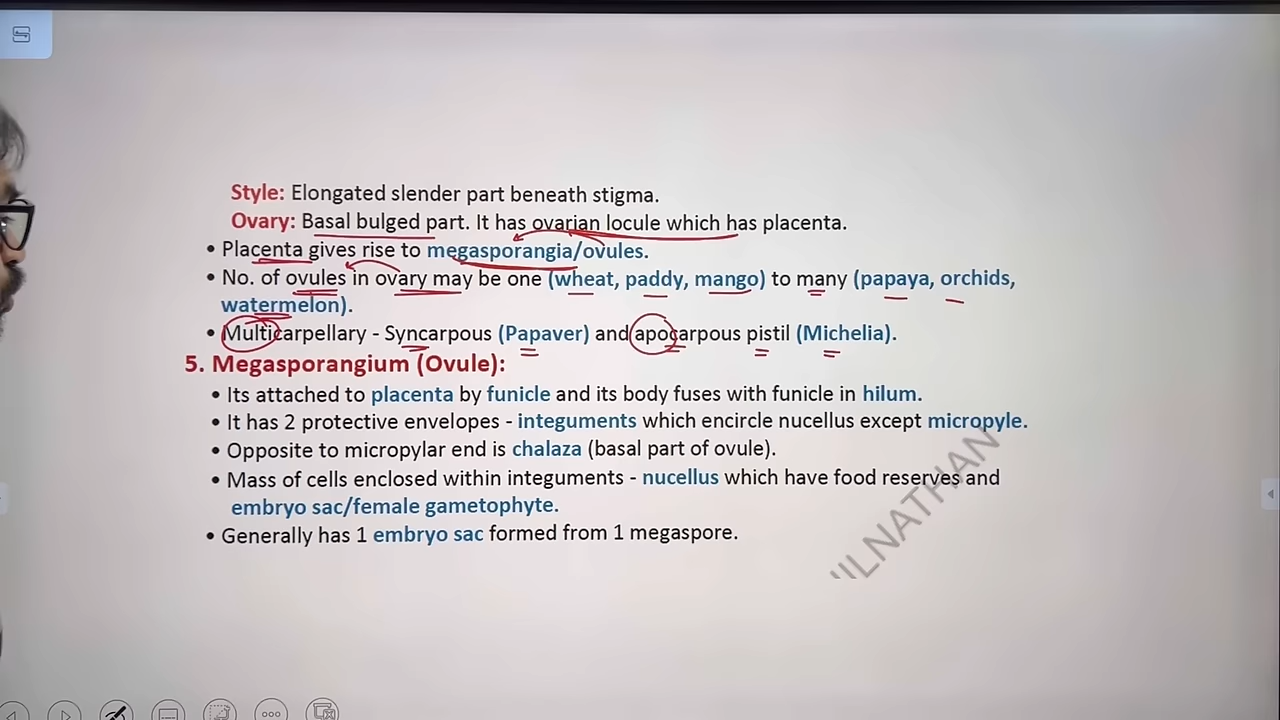 Style: Elongated slender part beneath stigma.
Ovary: Basal bulged part. It has ovarian locule which has placenta.
• Placenta gives rise to megasporangia/ovules.
• No. of ovules in ovary may be one (wheat, paddy, mango) to many (papaya, orchids,
watermelon).
• Multicarpellary - Syncarpous (Papaver) and apocarpous pistil (Michelia).
5. Megasporangium (Ovule):
• Its attached to placenta by funicle and its body fuses with funicle in hilum.
• It has 2 protective envelopes - integuments which encircle nucellus except micropyle.
• Opposite to micropylar end is chalaza (basal part of ovule).
• Mass of cells enclosed within integuments - nucellus which have food reserves and
embryo sac/female gametophyte.
• Generally has 1 embryo sac formed from 1 megaspore.